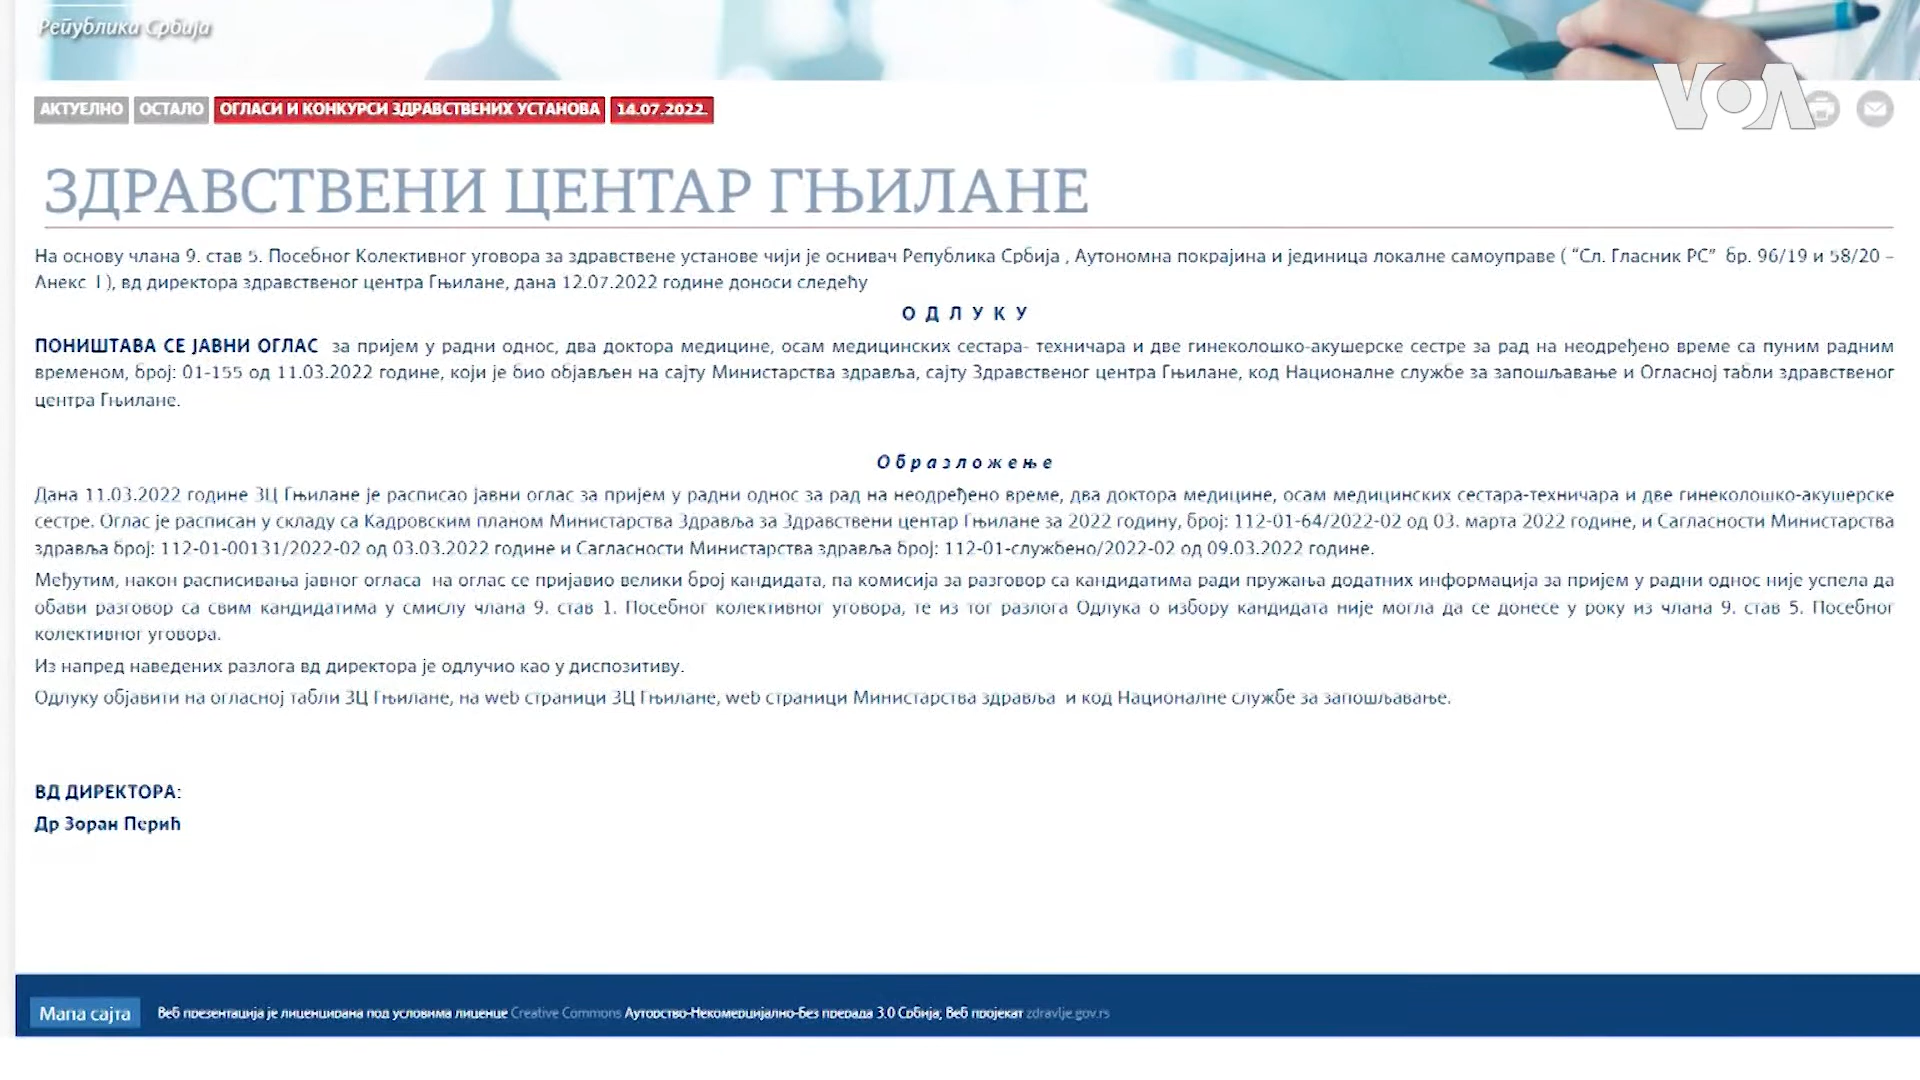 Република Србија
VOA
АКТУЕЛНО ОСТАЛО ОГЛАСИ И КОНКУРСИ ЗДРАВСТВЕНИХ УСТАНОВА 14.07.2022.
ЗДРАВСТВЕНИ ЦЕНТАР ГЊИЛАНЕ
На основу члана 9. став 5. Посебног Колективног уговора за здравствене установе чији је оснивач Република Србија , Аутономна покрајина и јединица локалне самоуправе ( “Сл. Гласник РС”  бр. 96/19 и 58/20 –
Анекс  I ), вд директора здравственог центра Гњилане, дана 12.07.2022 године доноси следећу
О Д Л У К У
ПОНИШТАВА СЕ ЈАВНИ ОГЛАС  за пријем у радни однос, два доктора медицине, осам медицинских сестара- техничара и две гинеколошко-акушерске сестре за рад на неодређено време са пуним радним
временом, број: 01-155 од 11.03.2022 године, који је био објављен на сајту Министарства здравља, сајту Здравственог центра Гњилане, код Националне службе за запошљавање и Огласној табли здравственог
центра Гњилане.
О б р а з л о ж е њ е
Дана 11.03.2022 године ЗЦ Гњилане је расписао јавни оглас за пријем у радни однос за рад на неодређено време, два доктора медицине, осам медицинских сестара-техничара и две гинеколошко-акушерске
сестре. Оглас је расписан у складу са Кадровским планом Министарства Здравља за Здравствени центар Гњилане за 2022 годину, број: 112-01-64/2022-02 од 03. марта 2022 године, и Сагласности Министарства
здравља број: 112-01-00131/2022-02 од 03.03.2022 године и Сагласности Министарства здравља број: 112-01-службено/2022-02 од 09.03.2022 године.
Међутим, након расписивања јавног огласа  на оглас се пријавио велики број кандидата, па комисија за разговор са кандидатима ради пружања додатних информација за пријем у радни однос није успела да
обави разговор са свим кандидатима у смислу члана 9. став 1. Посебног колективног уговора, те из тог разлога Одлука о избору кандидата није могла да се донесе у року из члана 9. став 5. Посебног
колективног уговора.
Из напред наведених разлога вд директора је одлучио као у диспозитиву.
Одлуку објавити на огласној табли ЗЦ Гњилане, на web страници ЗЦ Гњилане, web страници Министарства здравља  и код Националне службе за запошљавање.
ВД ДИРЕКТОРА:
Др Зоран Перић
Мапа сајта Веб презентација је лиценцирана под условима лиценце Creative Commons Ауторство-Некомерцијално-Без прерада 3.0 Србија; Веб пројекат zdravlje.gov.rs